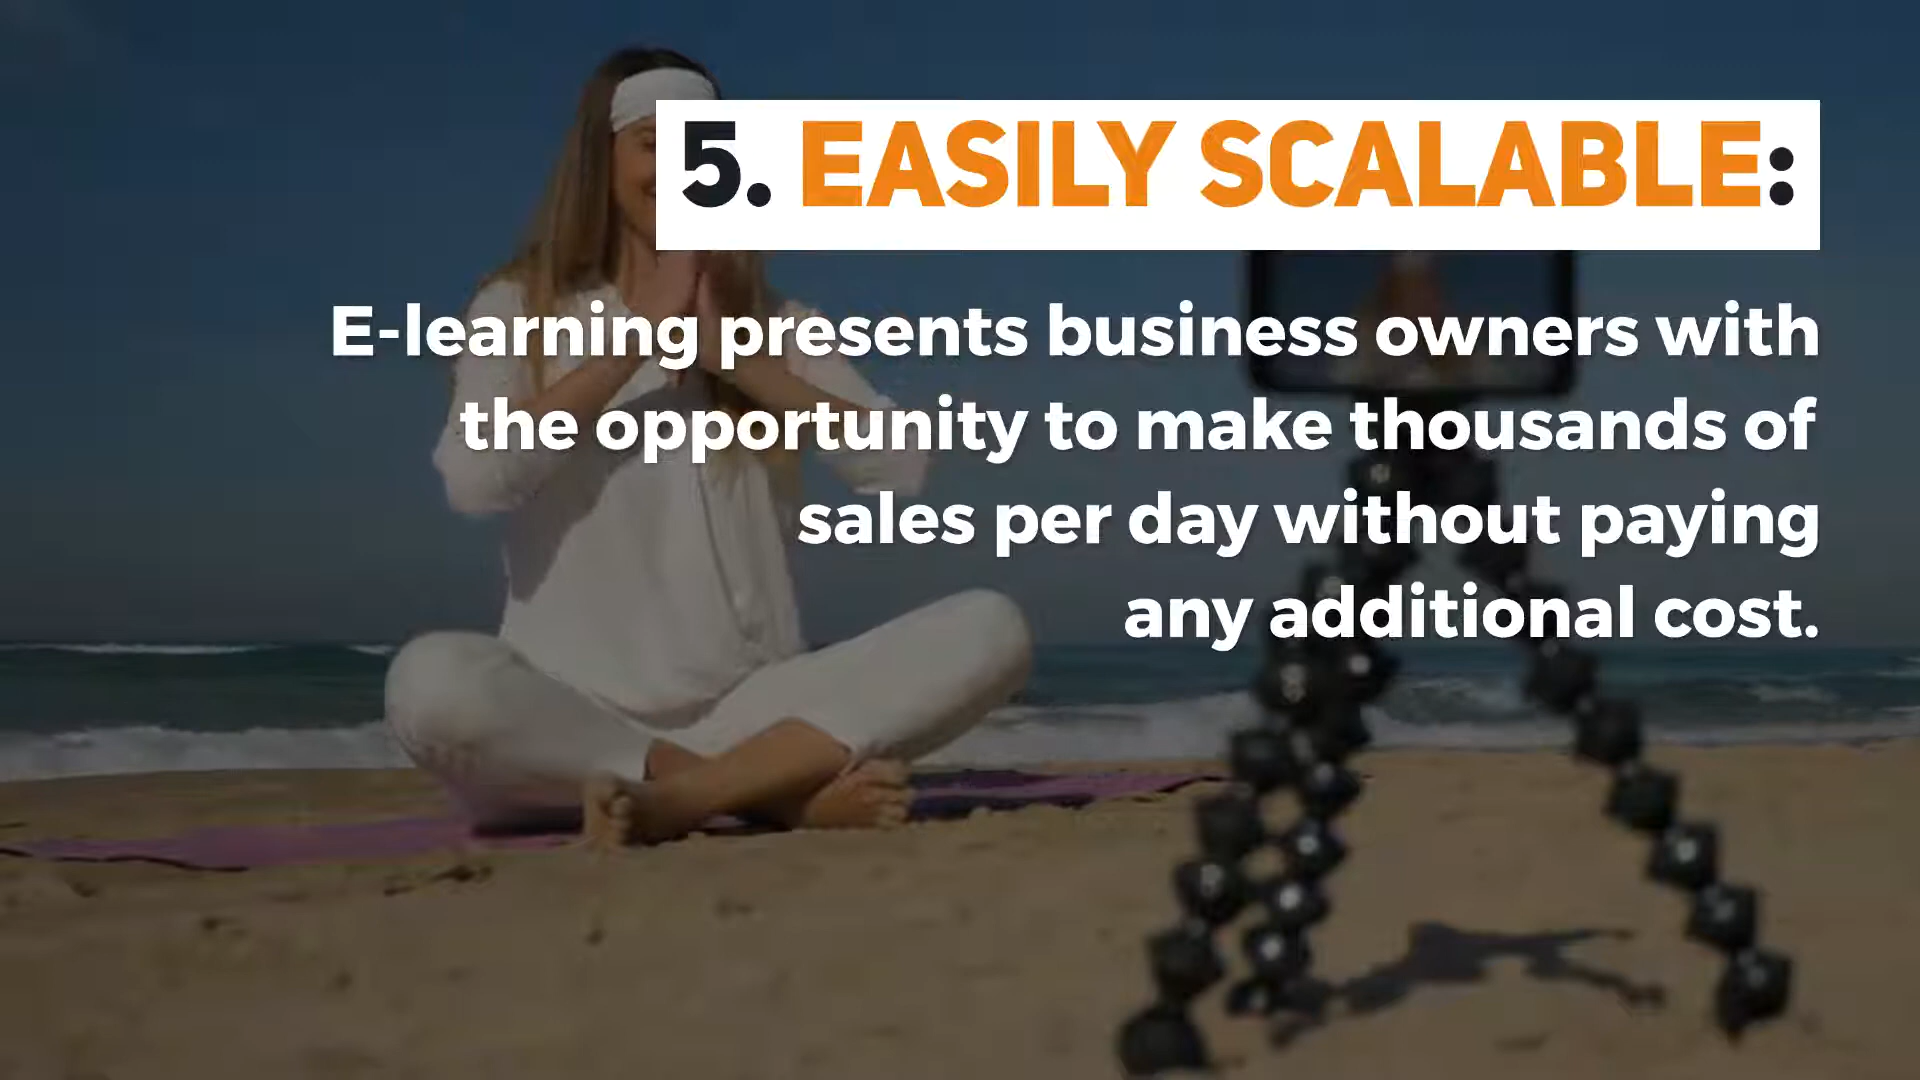 5. EASILY SCALABLE:
E-learning presents business owners with
the opportunity to make thousands of
sales per day without paying
any additional cost.